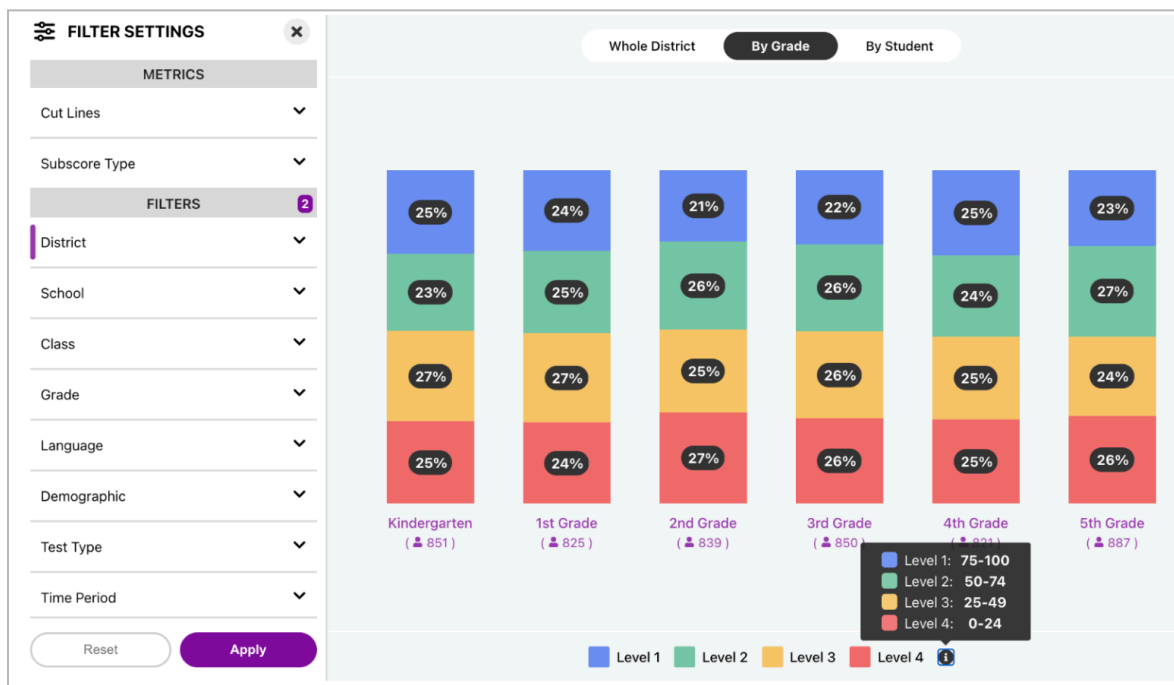 FILTER SETTINGS
METRICS
Cut Lines
Subscore Type
FILTERS 2
District
School
Class
Grade
Language
Demographic
Test Type
Time Period
Reset Apply
Whole District By Grade By Student
25% 24% 21% 22% 25% 23%
23% 25% 26% 26% 24% 27%
27% 27% 25% 26% 25% 24%
25% 24% 27% 26% 25% 26%
Kindergarten 1st Grade 2nd Grade 3rd Grade 4th Grade 5th Grade
( 851 ) ( 825 ) ( 839 ) ( 850 ) ( 821 ) ( 887 )
Level 1: 75-100
Level 2: 50-74
Level 3: 25-49
Level 4: 0-24
Level 1 Level 2 Level 3 Level 4